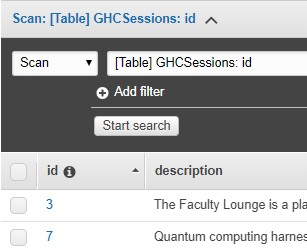 Scan: [Table] GHCSessions: id
Scan [Table] GHCSessions: id
Add filter
Start search
id description
3 The Faculty Lounge is a pla
7 Quantum computing harnes